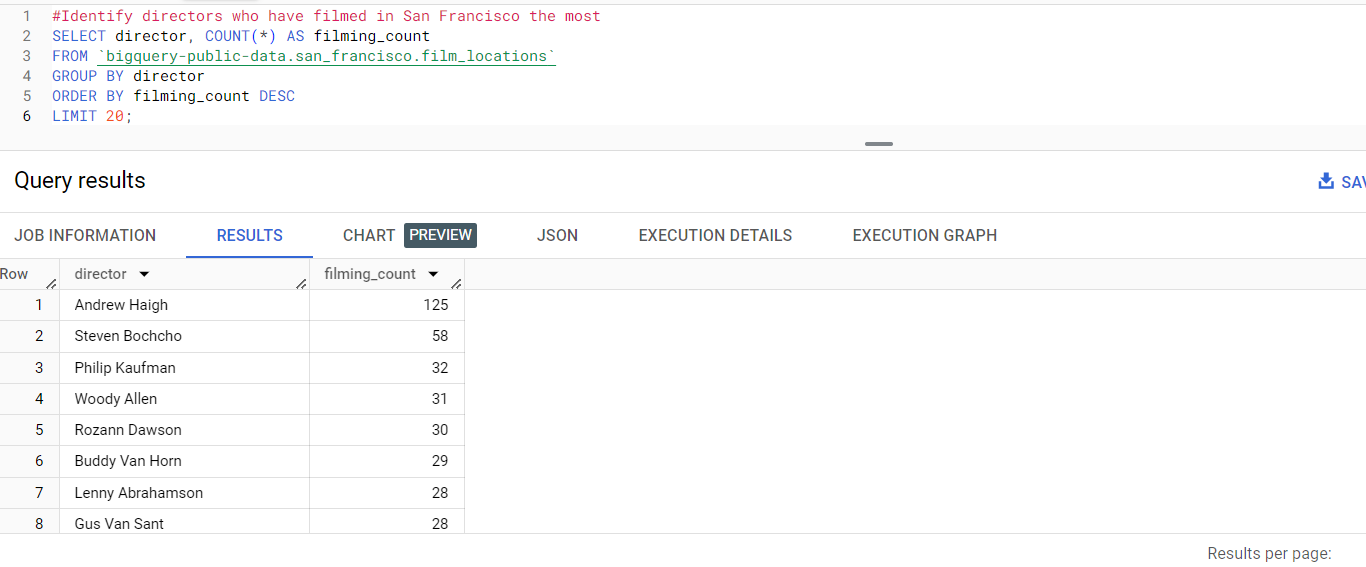 1 #Identify directors who have filmed in San Francisco the most
2 SELECT director, COUNT(*) AS filming_count
3 FROM `bigquery-public-data.san_francisco.film_locations`
4 GROUP BY director
5 ORDER BY filming_count DESC
6 LIMIT 20;
Query results
SAV
JOB INFORMATION RESULTS CHART PREVIEW JSON EXECUTION DETAILS EXECUTION GRAPH
Row director filming_count
1 Andrew Haigh 125
2 Steven Bochcho 58
3 Philip Kaufman 32
4 Woody Allen 31
5 Rozann Dawson 30
6 Buddy Van Horn 29
7 Lenny Abrahamson 28
8 Gus Van Sant 28
Results per page: